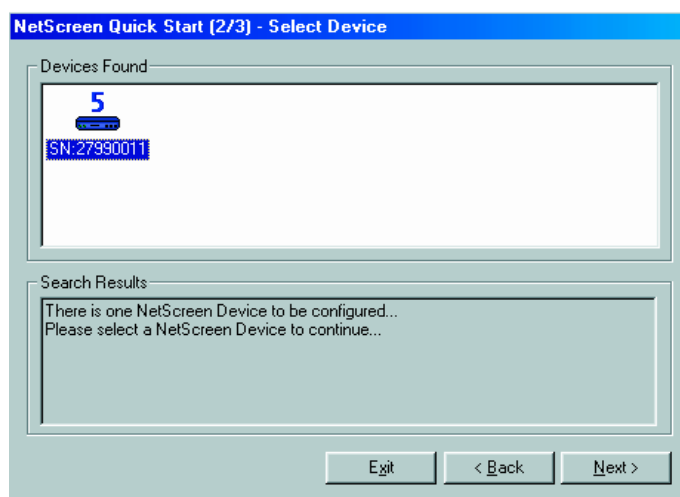 NetScreen Quick Start (2/3) - Select Device
Devices Found
5
SN:27990011
Search Results
There is one NetScreen Device to be configured...
Please select a NetScreen Device to continue...
Exit
< Back
Next >